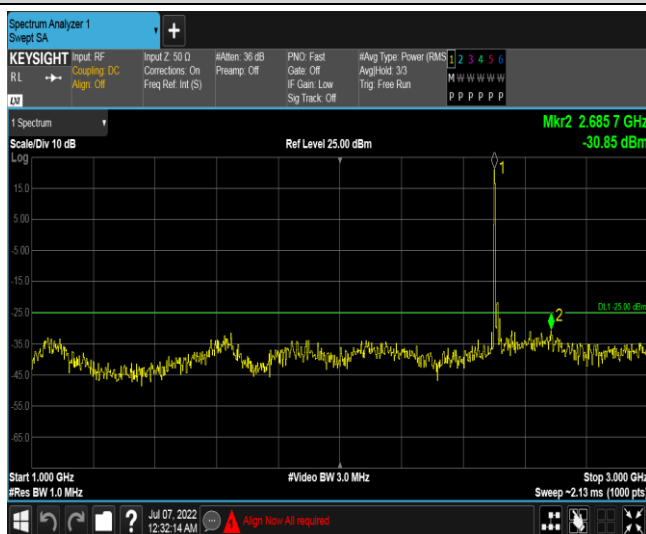 Spectrum Analyzer 1
Swept SA
+
KEYSIGHT
RL
LXI
Input: RF
Coupling: DC
Align: Off
Input Z: 50 Ω
Corrections: On
Freq Ref: Int (S)
#Atten: 36 dB
Preamp: Off
PNO: Fast
Gate: Off
IF Gain: Low
Sig Track: Off
#Avg Type: Power (RMS
Avg|Hold: 3/3
Trig: Free Run
1 2 3 4 5 6
M W W W W W
P P P P P P
1 Spectrum
Mkr2 2.685 7 GHz
Scale/Div 10 dB
Ref Level 25.00 dBm
-30.85 dBm
Log
1
15.0
5.00
-5.00
-15.0
-25.0
DL1 -25.00 dBm
2
-35.0
-45.0
-55.0
-65.0
Start 1.000 GHz
#Video BW 3.0 MHz
Stop 3.000 GHz
#Res BW 1.0 MHz
Sweep ~2.13 ms (1000 pts)
?
Jul 07, 2022
12:32:14 AM
Align Now All required